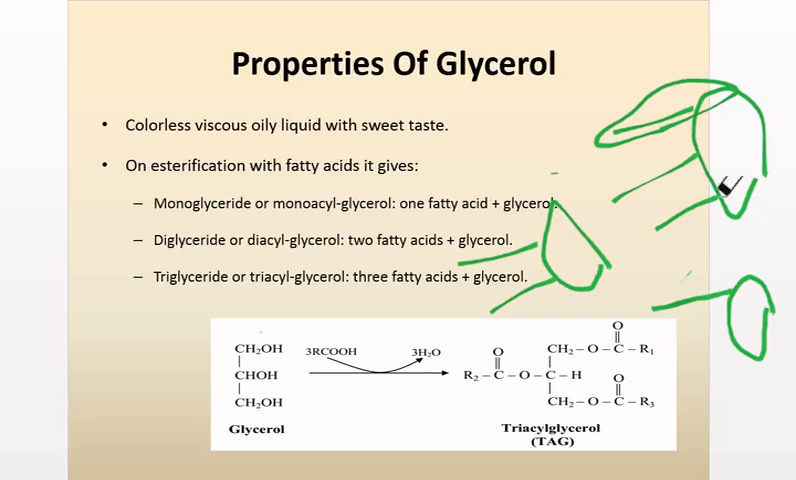 Properties Of Glycerol
• Colorless viscous oily liquid with sweet taste.
• On esterification with fatty acids it gives:
– Monoglyceride or monoacyl-glycerol: one fatty acid + glycerol.
– Diglyceride or diacyl-glycerol: two fatty acids + glycerol.
– Triglyceride or triacyl-glycerol: three fatty acids + glycerol.
CH₂OH
CHOH
CH₂OH
Glycerol
3RCOOH
3H₂O
O
CH₂–O–C–R₁
O
R₂–C–O–C–H
O
CH₂–O–C–R₃
Triacylglycerol
(TAG)